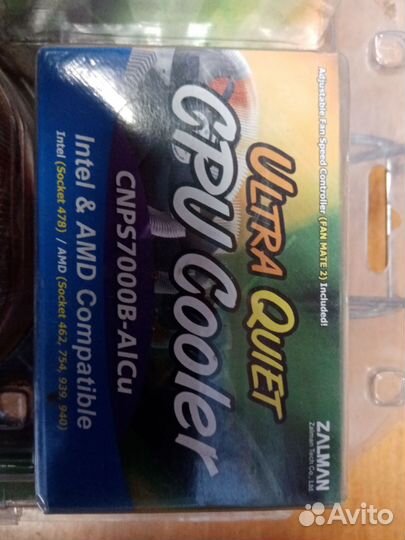 Adjustable Fan Speed Controller (FAN MATE 2) Included!
ULTRA QUIET
CPU Cooler
CNPS7000B-AlCu
Intel & AMD Compatible
Intel (Socket 478) / AMD (Socket 462, 754, 939, 940)
ZALMAN
Zalman Tech Co., Ltd.
Avito